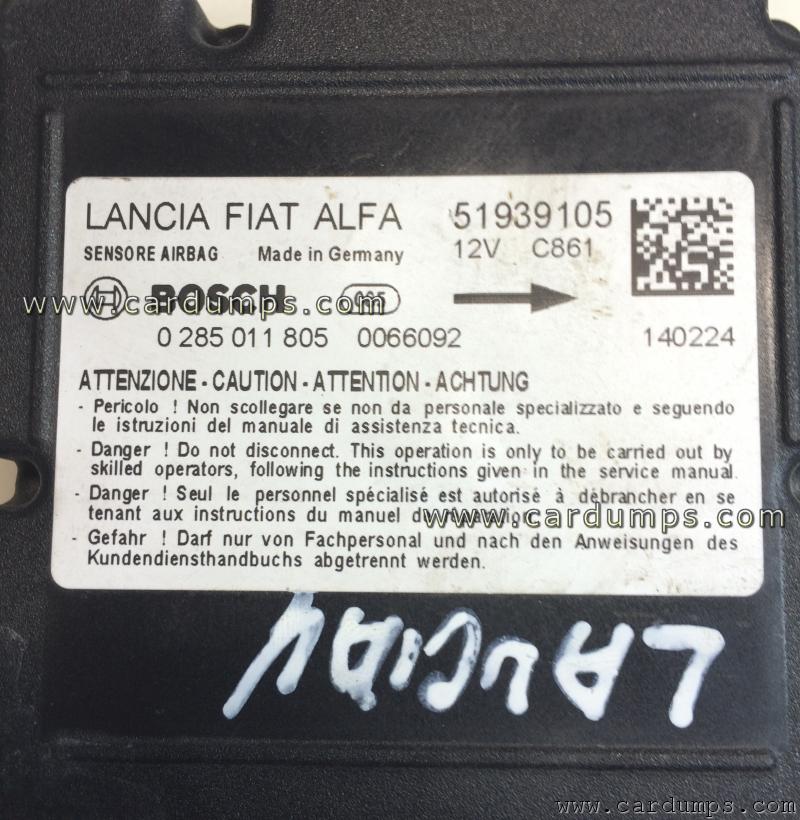 LANCIA FIAT ALFA 51939105
SENSORE AIRBAG Made in Germany 12V C861
BOSCH
www.cardumps.com
0 285 011 805 0066092 140224
ATTENZIONE - CAUTION - ATTENTION - ACHTUNG
- Pericolo ! Non scollegare se non da personale specializzato e seguendo
le istruzioni del manuale di assistenza tecnica.
- Danger ! Do not disconnect. This operation is only to be carried out by
skilled operators, following the instructions given in the service manual.
- Danger ! Seul le personnel spécialisé est autorisé à débrancher en se
tenant aux instructions du manuel
www.cardumps.com
- Gefahr ! Darf nur von Fachpersonal und nach den Anweisungen des
Kundendiensthandbuchs abgetrennt werden.
LANCIA Y
www.cardumps.com